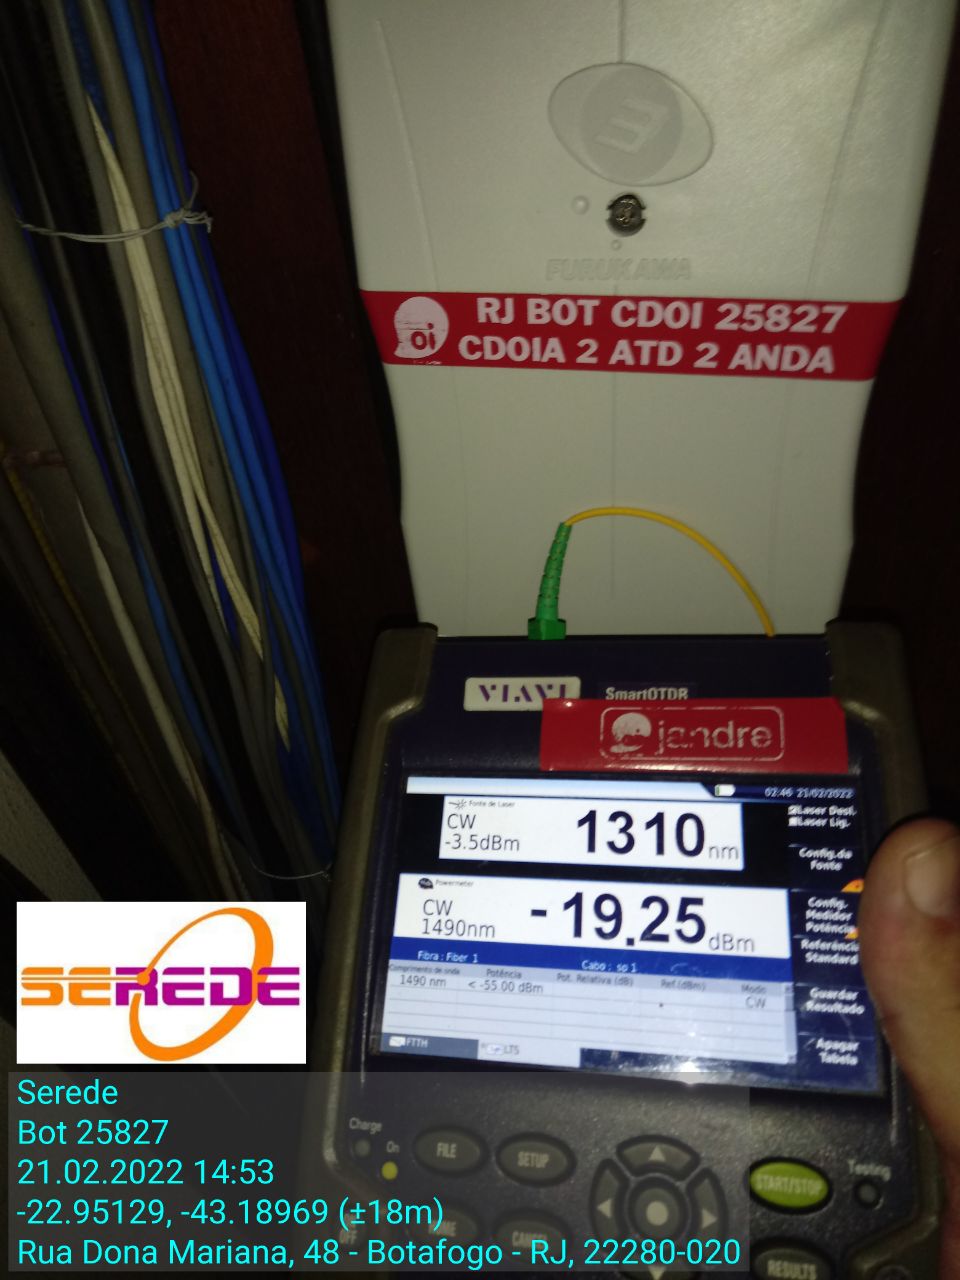 FURUKAWA
oi
RJ BOT CDOI 25827
CDOIA 2 ATD 2 ANDA
VIAVI
SmartOTDR
jandre
02:46 21/02/2022
Fonte de Laser
CW
-3.5dBm
1310 nm
Laser Desl.
Laser Lig.
Config.da
Fonte
Powermeter
CW
1490nm
-19.25 dBm
Config.
Medidor
Potência
Referência
Standard
Fibra : Fiber 1
Cabo : sp 1
Comprimento de onda
Potência
Pot. Relativa (dB)
Ref.(dBm)
Modo
1490 nm
< -55.00 dBm
CW
Guardar
Resultado
Apagar
Tabela
FTTH
LTS
SEREDE
Charge
On
FILE
SETUP
START/STOP
Testing
OFF
RESULTS
Serede
Bot 25827
21.02.2022 14:53
-22.95129, -43.18969 (±18m)
Rua Dona Mariana, 48 - Botafogo - RJ, 22280-020